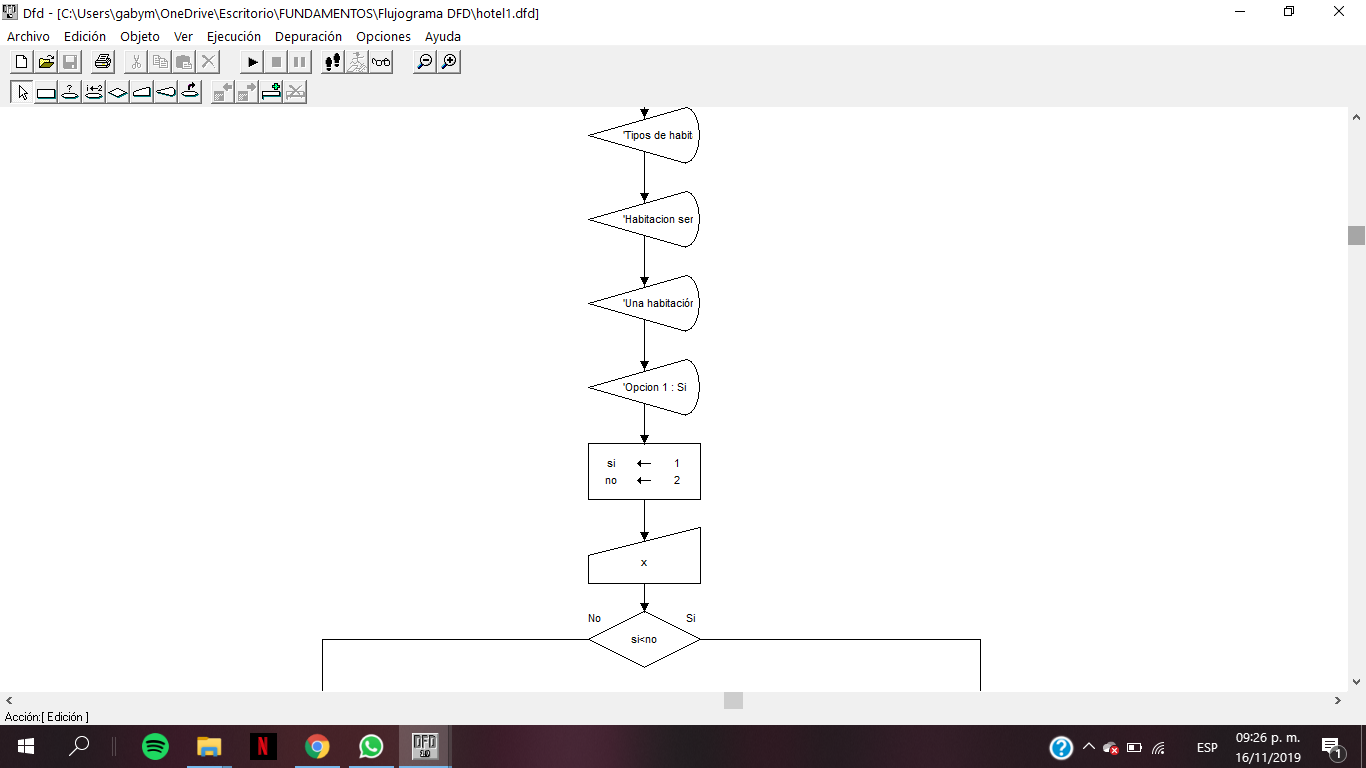 Dfd - [C:\Users\gabym\OneDrive\Escritorio\FUNDAMENTOS\Flujograma DFD\hotel1.dfd]
Archivo Edición Objeto Ver Ejecución Depuración Opciones Ayuda
'Tipos de habit
'Habitacion ser
'Una habitación
'Opcion 1 : Si
si ← 1
no ← 2
x
No Si
si<no
Acción:[ Edición ]
ESP
09:26 p. m.
16/11/2019
1